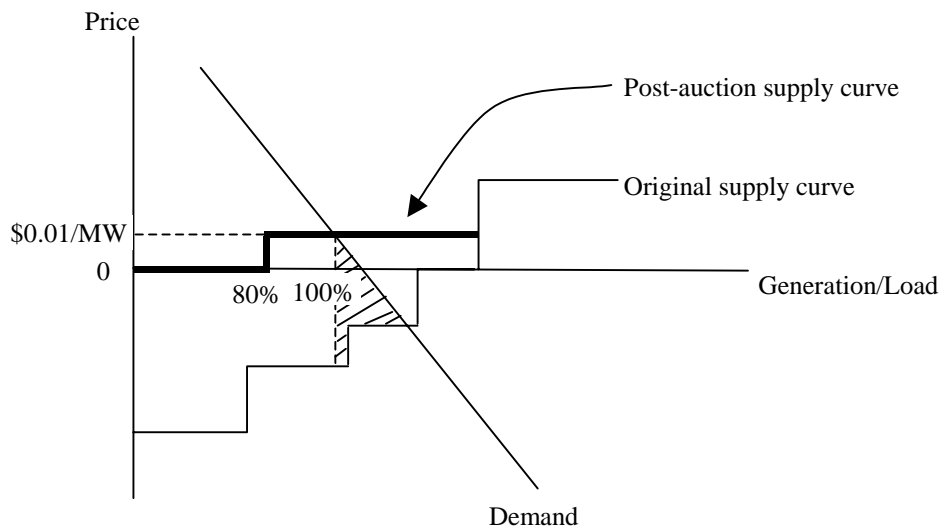 Price
Post-auction supply curve
Original supply curve
$0.01/MW
0
80%
100%
Generation/Load
Demand